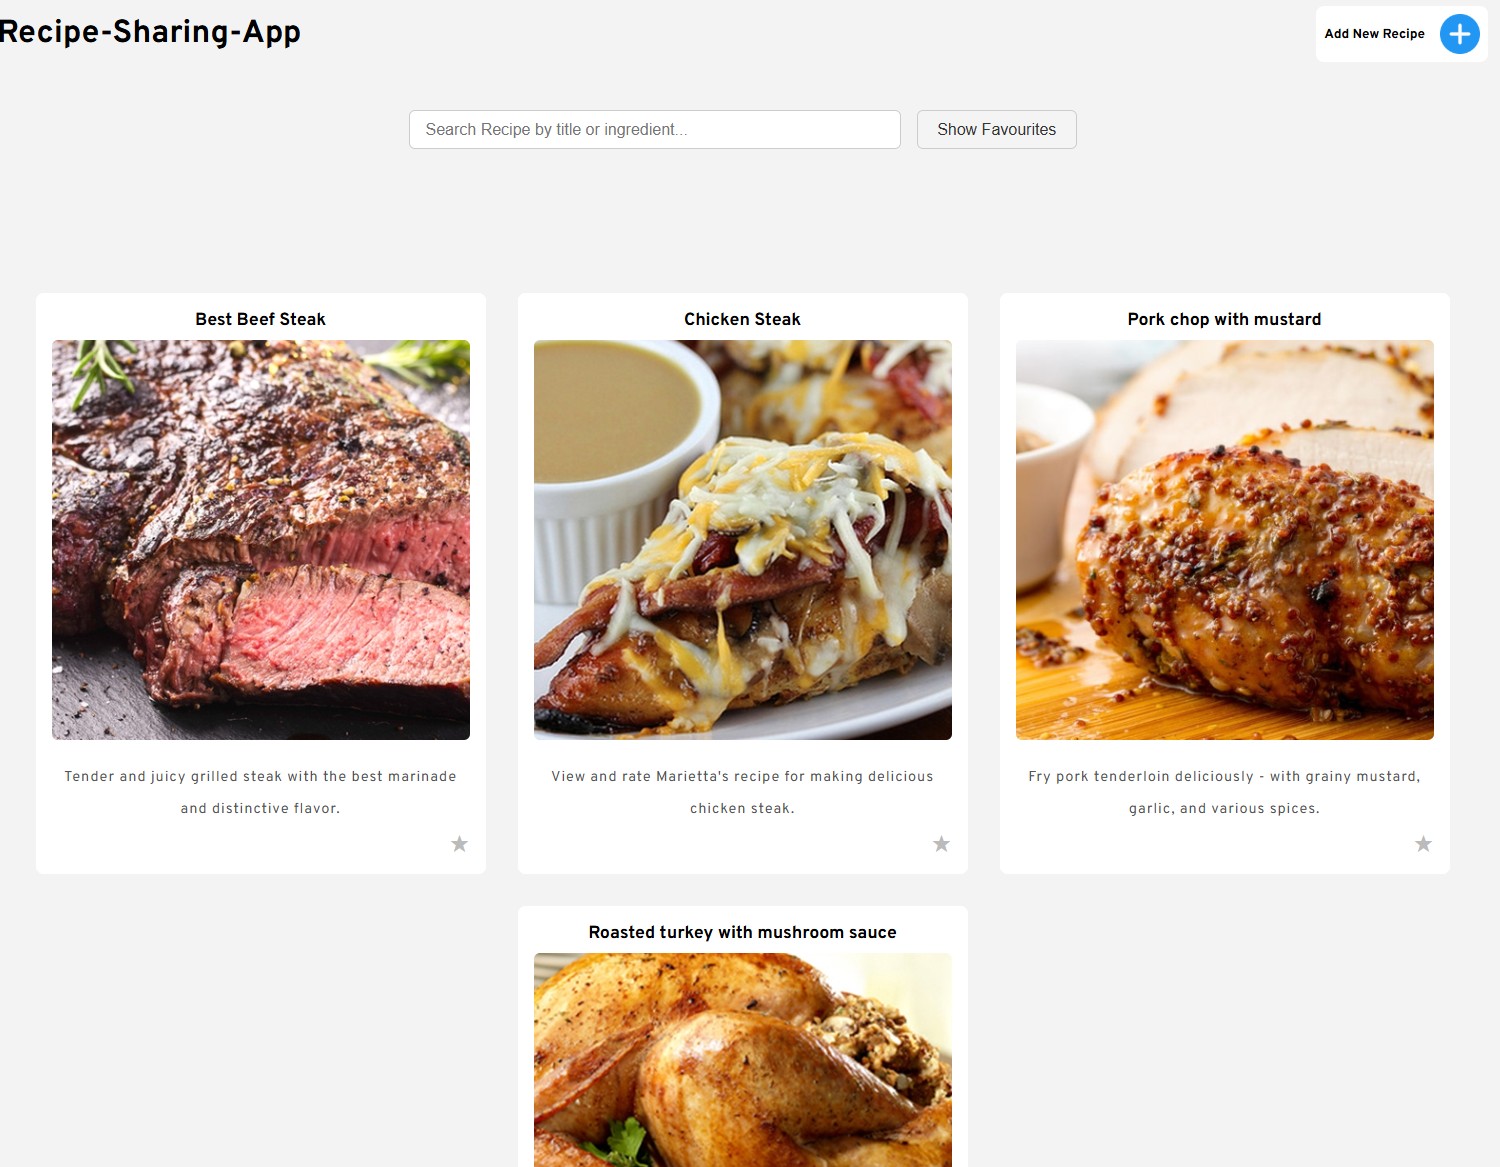 Recipe-Sharing-App
Add New Recipe
Search Recipe by title or ingredient...
Show Favourites
Best Beef Steak
Chicken Steak
Pork chop with mustard
Tender and juicy grilled steak with the best marinade
and distinctive flavor.
View and rate Marietta's recipe for making delicious
chicken steak.
Fry pork tenderloin deliciously - with grainy mustard,
garlic, and various spices.
Roasted turkey with mushroom sauce